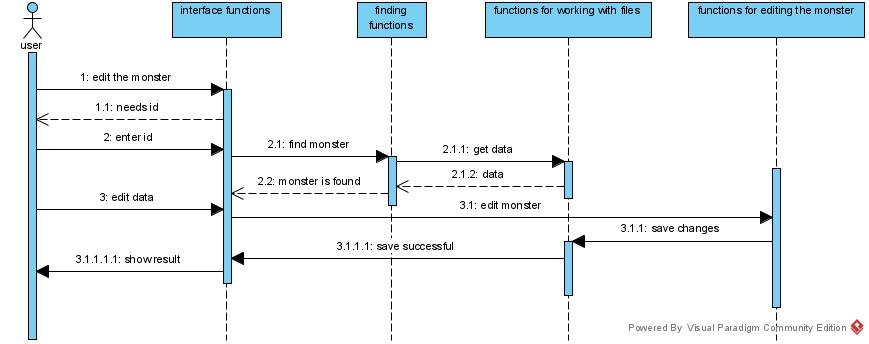 interface functions
finding
functions
functions for working with files
functions for editing the monster
user
1: edit the monster
1.1: needs id
2: enter id
2.1: find monster
2.1.1: get data
2.1.2: data
2.2: monster is found
3: edit data
3.1: edit monster
3.1.1: save changes
3.1.1.1: save successful
3.1.1.1.1: show result
Powered By Visual Paradigm Community Edition